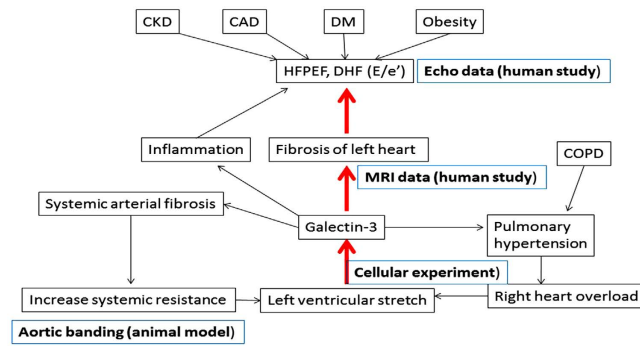 CKD
CAD
DM
Obesity
HFPEF, DHF (E/e’)
Echo data (human study)
Inflammation
Fibrosis of left heart
COPD
MRI data (human study)
Systemic arterial fibrosis
Galectin-3
Pulmonary
hypertension
Cellular experiment)
Increase systemic resistance
Left ventricular stretch
Right heart overload
Aortic banding (animal model)